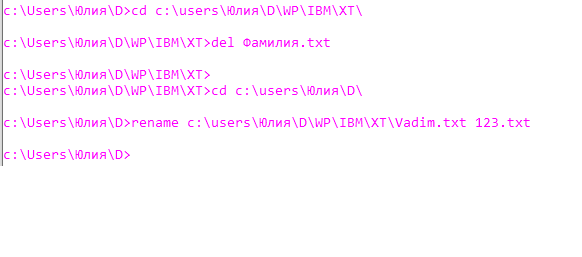 c:\Users\Юлия\D>cd c:\users\Юлия\D\WP\IBM\XT\
c:\Users\Юлия\D\WP\IBM\XT>del Фамилия.txt
c:\Users\Юлия\D\WP\IBM\XT>
c:\Users\Юлия\D\WP\IBM\XT>cd c:\users\Юлия\D\
c:\Users\Юлия\D>rename c:\users\Юлия\D\WP\IBM\XT\Vadim.txt 123.txt
c:\Users\Юлия\D>